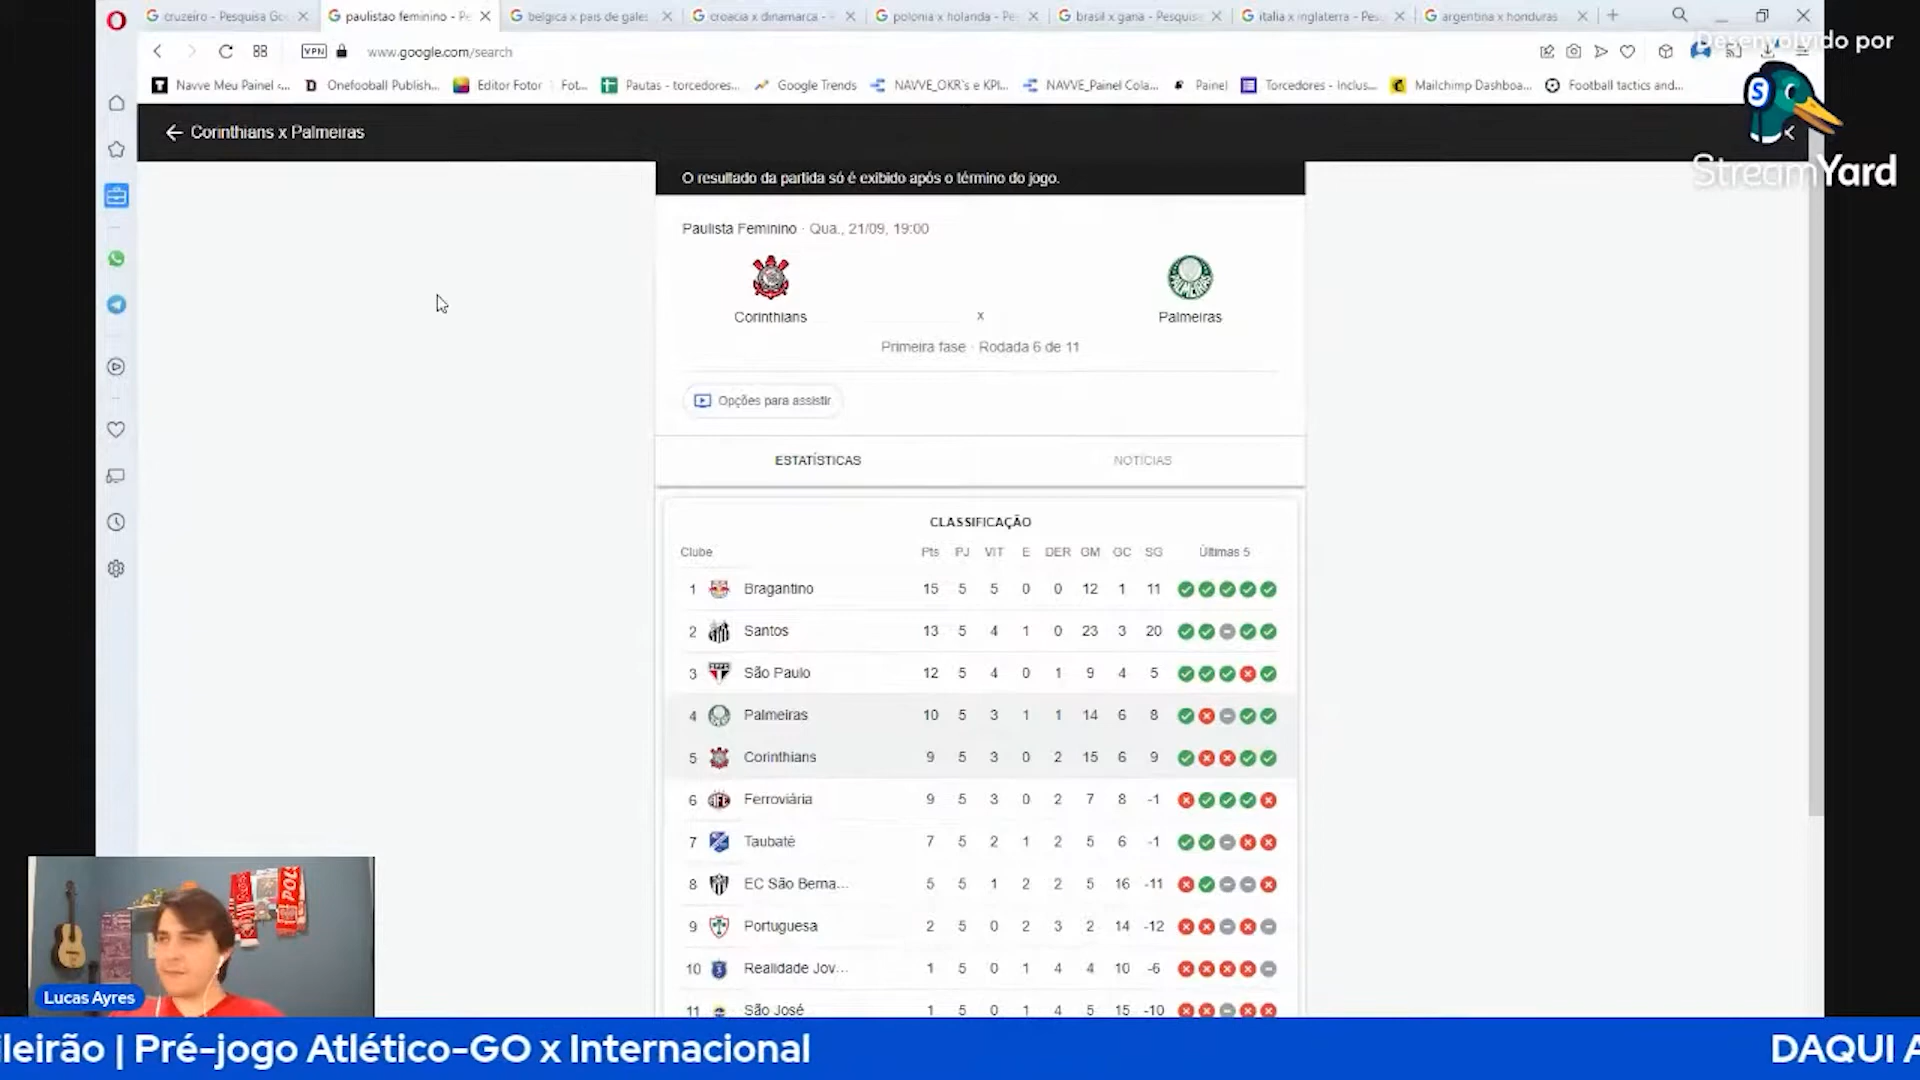 cruzeiro - Pesquisa Go
paulistao feminino - Pe
belgica x pais de gales
croacia x dinamarca -
polonia x holanda - Pe
brasil x gana - Pesquis
italia x inglaterra - Pes
argentina x honduras
VPN
www.google.com/search
Desenvolvido por
Navve Meu Painel <...
Onefooball Publish...
Editor Fotor
Fot...
Pautas - torcedores...
Google Trends
NAVVE_OKR's e KPI...
NAVVE_Painel Cola...
Painel
Torcedores - Inclus...
Mailchimp Dashboa...
Football tactics and...
StreamYard
Corinthians x Palmeiras
O resultado da partida só é exibido após o término do jogo.
Paulista Feminino · Qua., 21/09, 19:00
Corinthians
x
Palmeiras
Primeira fase · Rodada 6 de 11
Opções para assistir
ESTATÍSTICAS
NOTÍCIAS
CLASSIFICAÇÃO
Clube Pts PJ VIT E DER GM GC SG Últimas 5
1 Bragantino 15 5 5 0 0 12 1 11
2 Santos 13 5 4 1 0 23 3 20
3 São Paulo 12 5 4 0 1 9 4 5
4 Palmeiras 10 5 3 1 1 14 6 8
5 Corinthians 9 5 3 0 2 15 6 9
6 Ferroviária 9 5 3 0 2 7 8 -1
7 Taubaté 7 5 2 1 2 5 6 -1
8 EC São Berna... 5 5 1 2 2 5 16 -11
9 Portuguesa 2 5 0 2 3 2 14 -12
10 Realidade Jov... 1 5 0 1 4 4 10 -6
11 São José 1 5 0 1 4 5 15 -10
POLS
Lucas Ayres
ileirão | Pré-jogo Atlético-GO x Internacional
DAQUI A